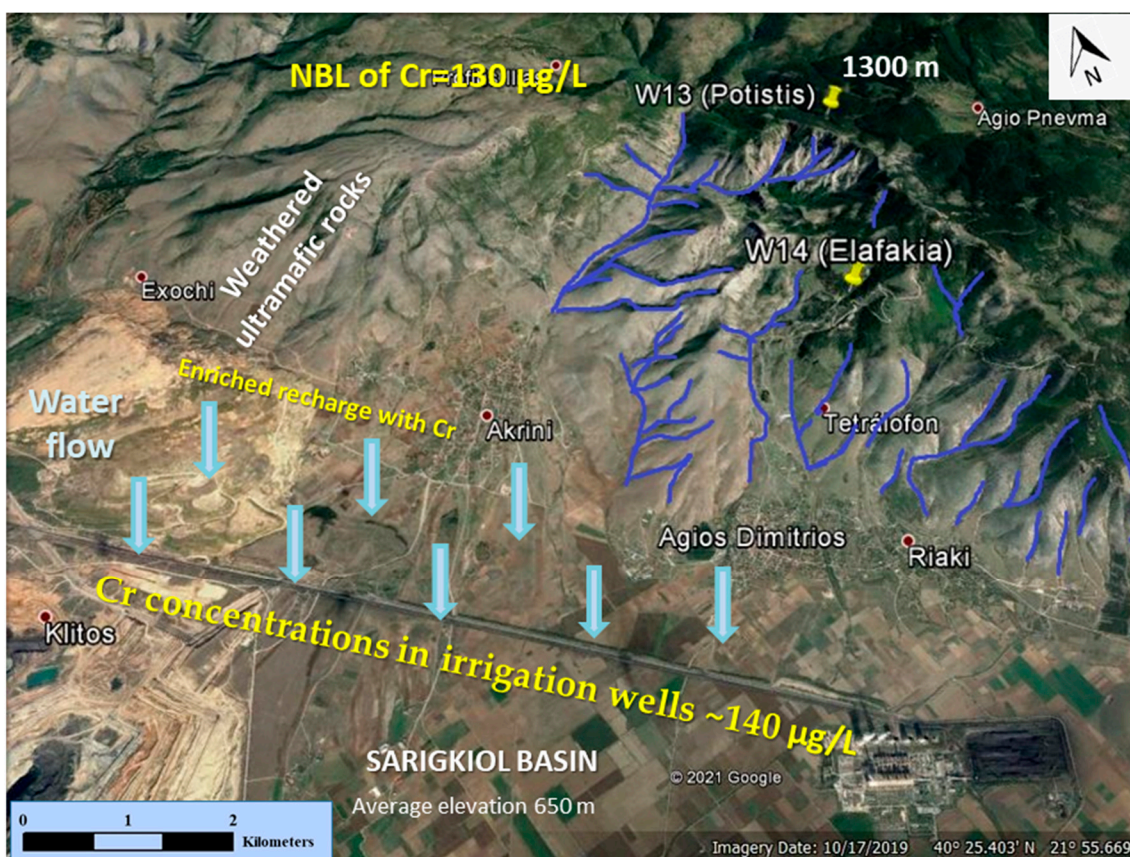 NBL of Cr=130 µg/L
1300 m
N
W13 (Potistis)
Agio Pnevma
Weathered
ultramafic rocks
W14 (Elafakia)
Exochi
Enriched recharge with Cr
Water
flow
Akrini
Tetrálofon
Agios Dimitrios
Riaki
Cr concentrations in irrigation wells ~140 µg/L
Klitos
SARIGKIOL BASIN
© 2021 Google
Average elevation 650 m
0 1 2
Kilometers
Imagery Date: 10/17/2019 40° 25.403' N 21° 55.669